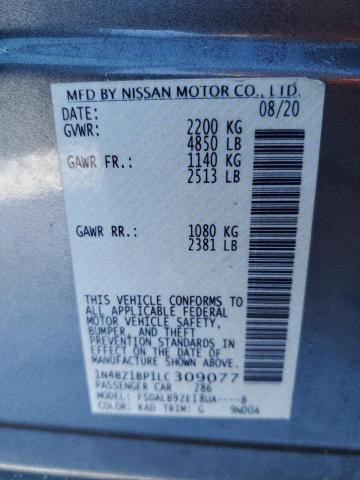 MFD BY NISSAN MOTOR CO., LTD.
DATE: 08/20
GVWR: 2200 KG
4850 LB
GAWR FR.: 1140 KG
2513 LB
GAWR RR.: 1080 KG
2381 LB
THIS VEHICLE CONFORMS TO
ALL APPLICABLE FEDERAL
MOTOR VEHICLE SAFETY,
BUMPER, AND THEFT
PREVENTION STANDARDS IN
EFFECT ON THE DATE OF
MANUFACTURE SHOWN ABOVE.
1N4BZ1BP1LC309077
PASSENGER CAR 286
MODEL: FSDALB9ZE18UA----B
COLOR: KAD TRIM: G 9N00A